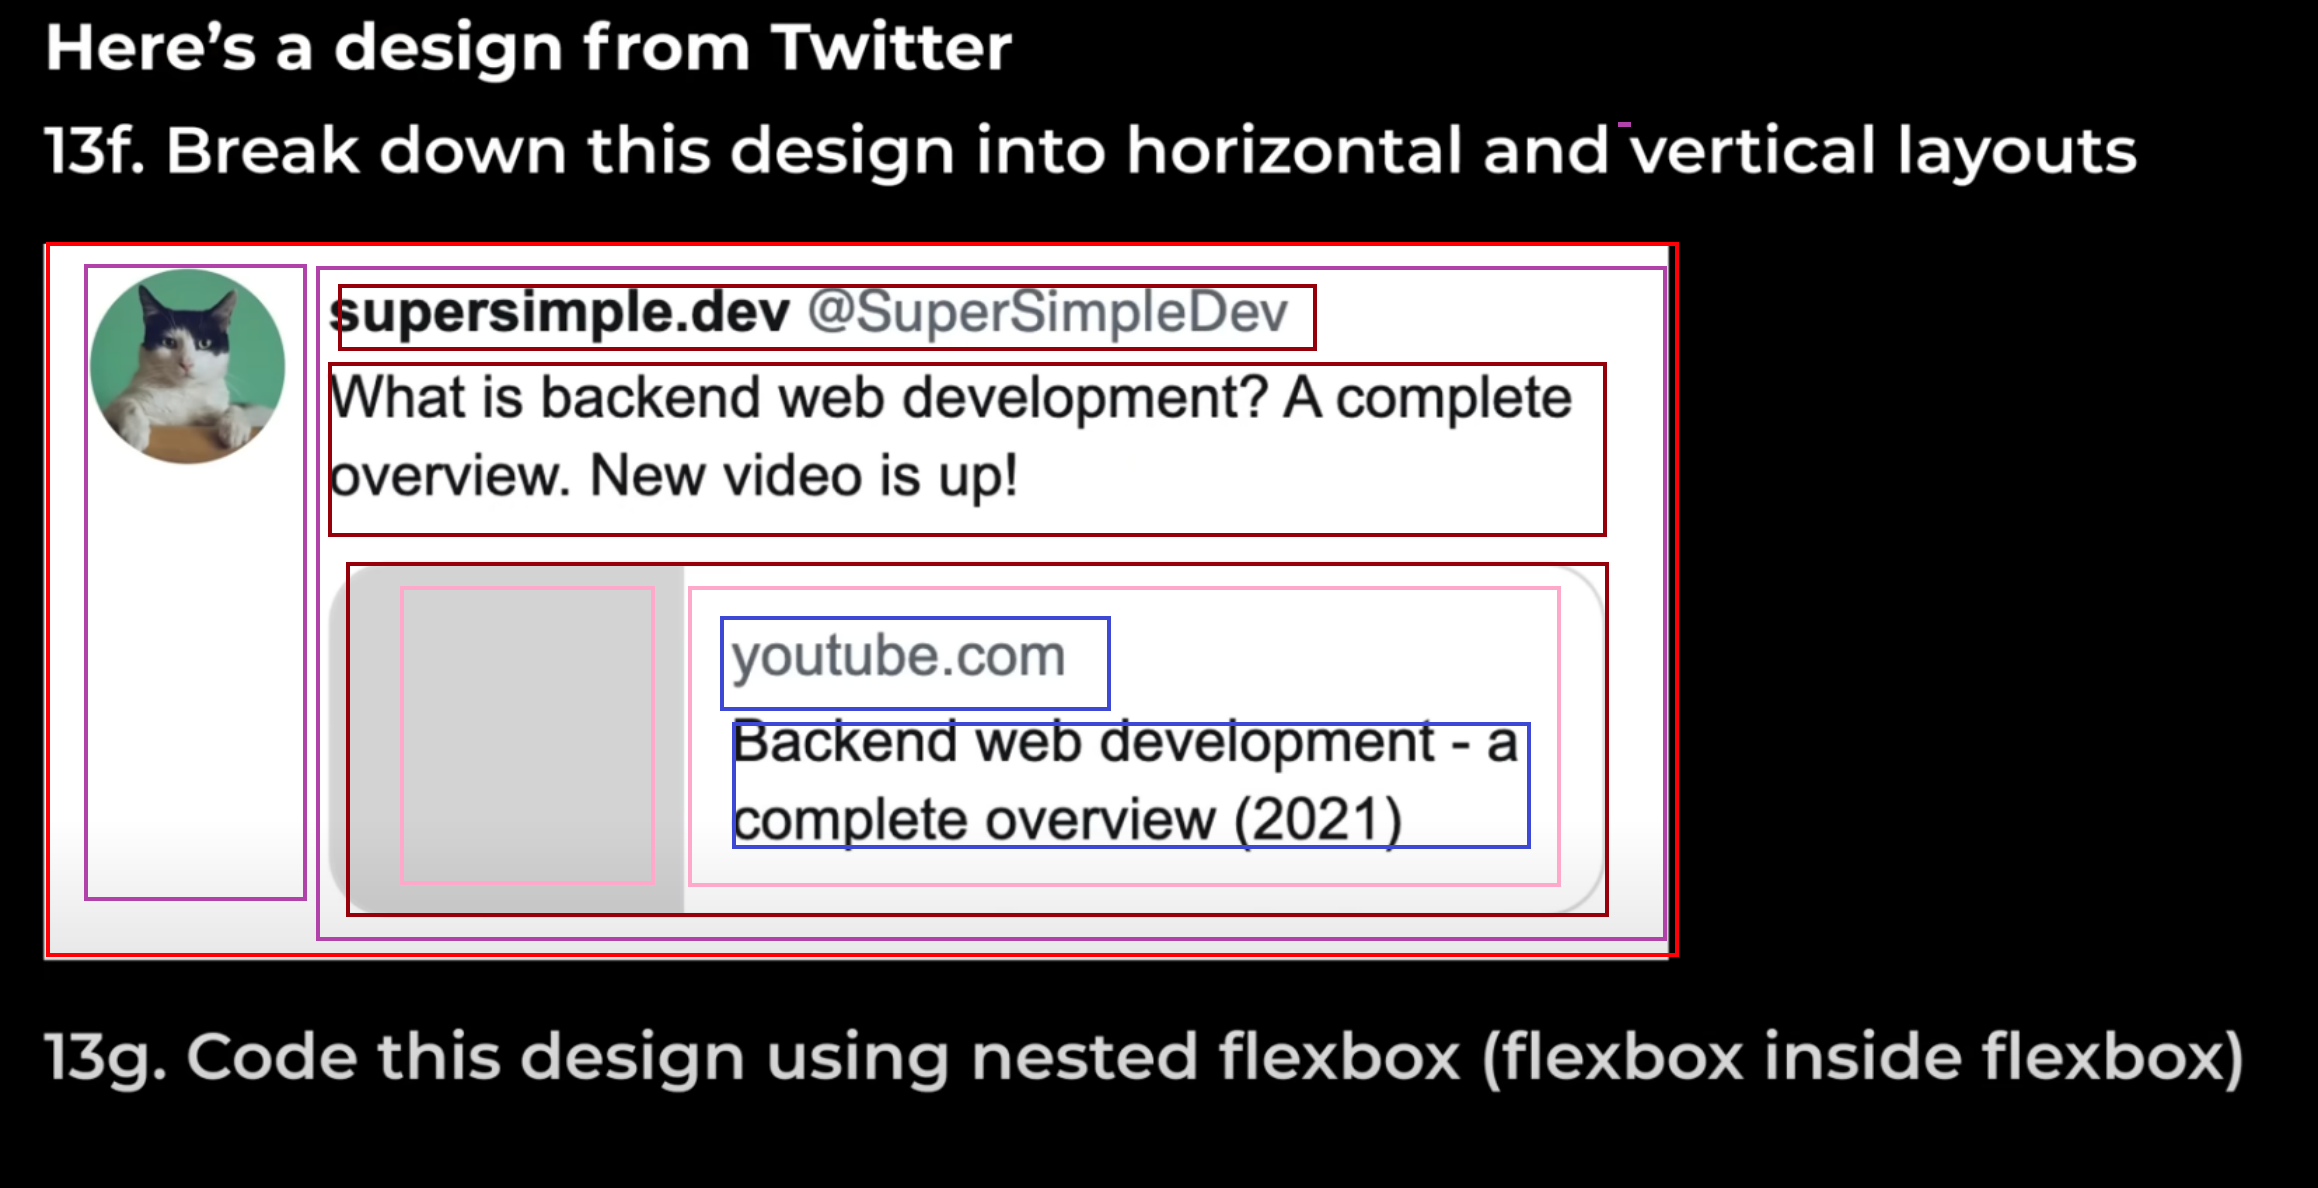 Here’s a design from Twitter
13f. Break down this design into horizontal and vertical layouts
supersimple.dev @SuperSimpleDev
What is backend web development? A complete
overview. New video is up!
youtube.com
Backend web development - a
complete overview (2021)
13g. Code this design using nested flexbox (flexbox inside flexbox)